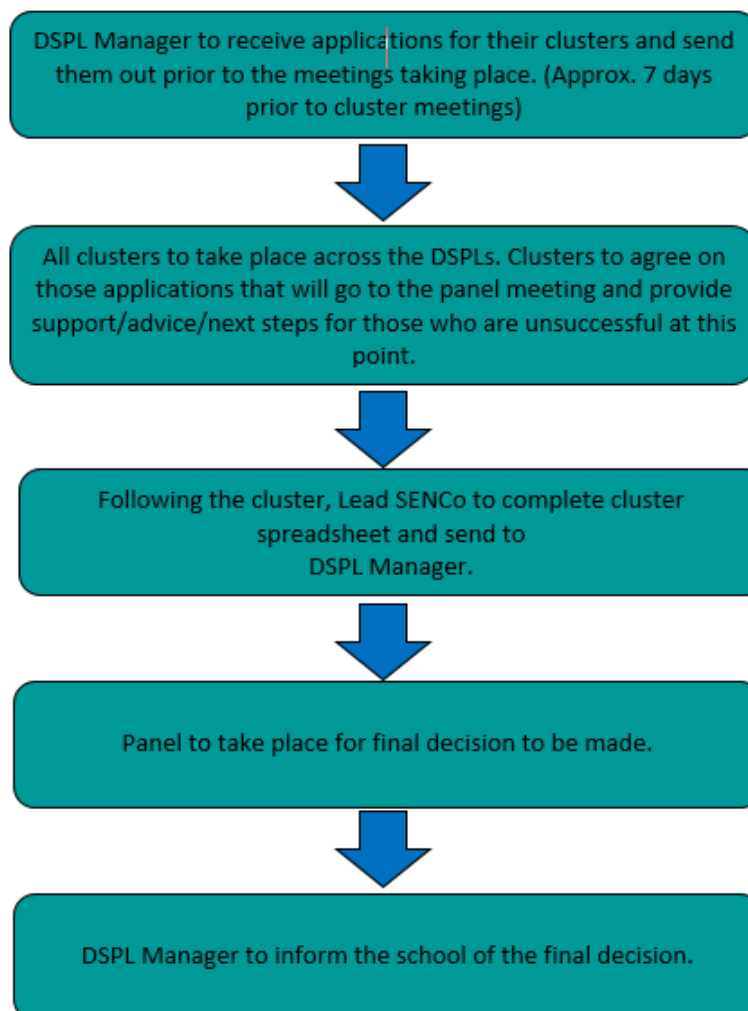 DSPL Manager to receive applications for their clusters and send
them out prior to the meetings taking place. (Approx. 7 days
prior to cluster meetings)
All clusters to take place across the DSPLs. Clusters to agree on
those applications that will go to the panel meeting and provide
support/advice/next steps for those who are unsuccessful at this
point.
Following the cluster, Lead SENCo to complete cluster
spreadsheet and send to
DSPL Manager.
Panel to take place for final decision to be made.
DSPL Manager to inform the school of the final decision.